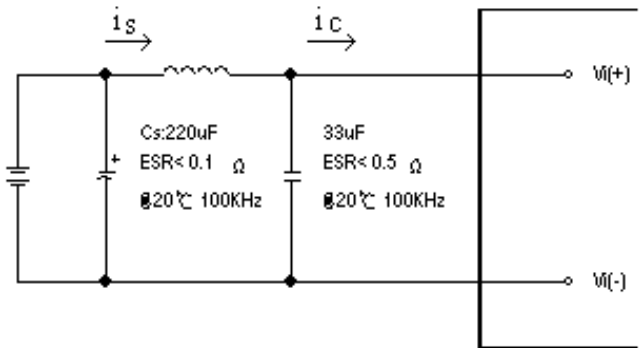 is
ic
Vi(+)
Cs:220uF
ESR< 0.1 Ω
@20℃ 100KHz
33uF
ESR< 0.5 Ω
@20℃ 100KHz
Vi(-)